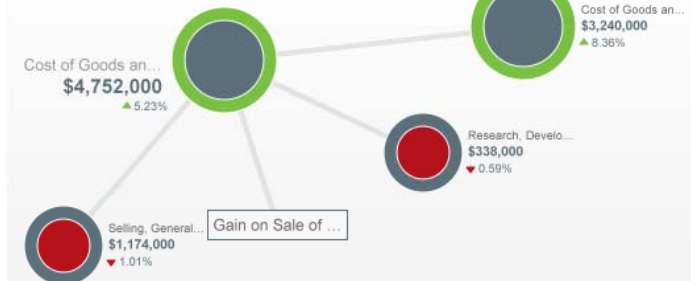 Cost of Goods an...
$3,240,000
▲ 8.36%
Cost of Goods an...
$4,752,000
▲ 5.23%
Research, Develo...
$338,000
▼ 0.59%
Selling, General...
$1,174,000
▼ 1.01%
Gain on Sale of ...